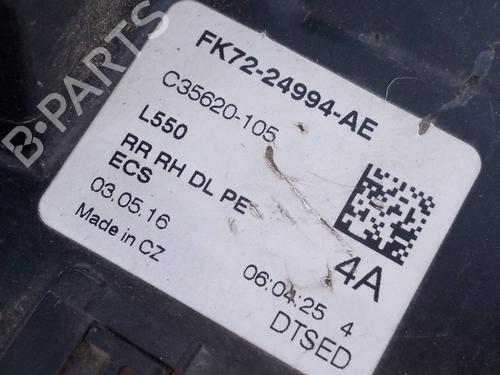 B-PARTS
FK72-24994-AE
C35620-105
L550
RR RH DL PE
ECS
03.05.16
Made in CZ
4A
06:04:25 4
DTSED